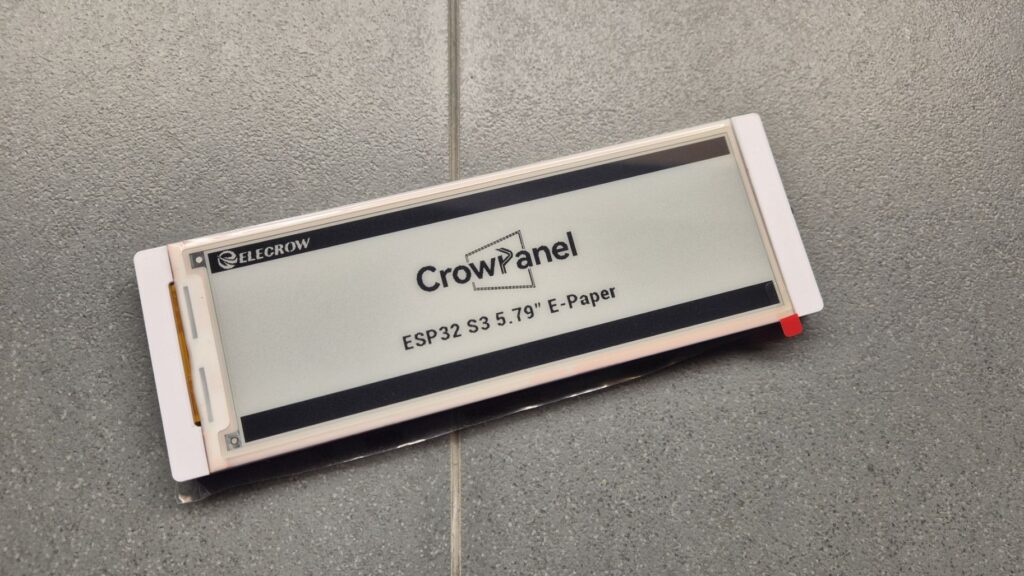 ELECROW
CrowPanel
ESP32 S3 5.79" E-Paper